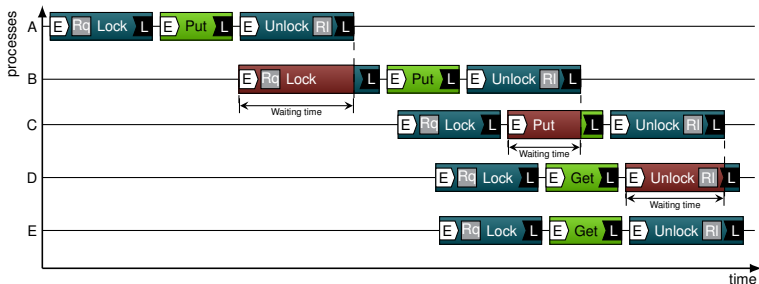 processes
A E Rq Lock L E Put L E Unlock Rl L
B E Rq Lock L E Put L E Unlock Rl L
Waiting time
C E Rq Lock L E Put L E Unlock Rl L
Waiting time
D E Rq Lock L E Get L E Unlock Rl L
Waiting time
E E Rq Lock L E Get L E Unlock Rl L
time